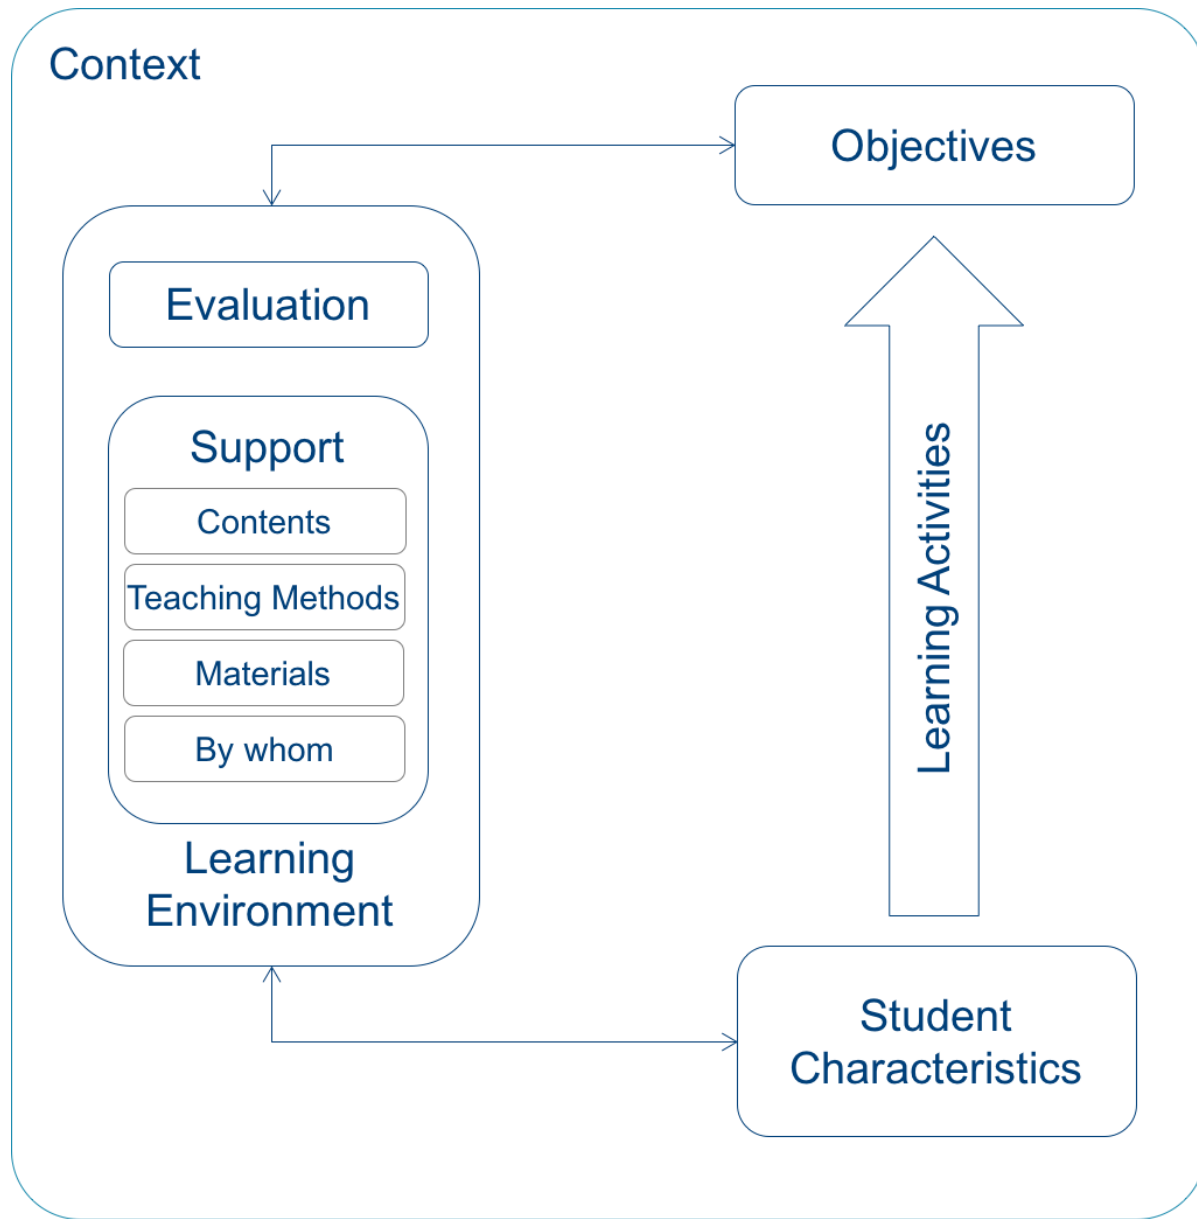 Context
Objectives
Evaluation
Support
Contents
Teaching Methods
Materials
By whom
Learning
Environment
Learning Activities
Student
Characteristics